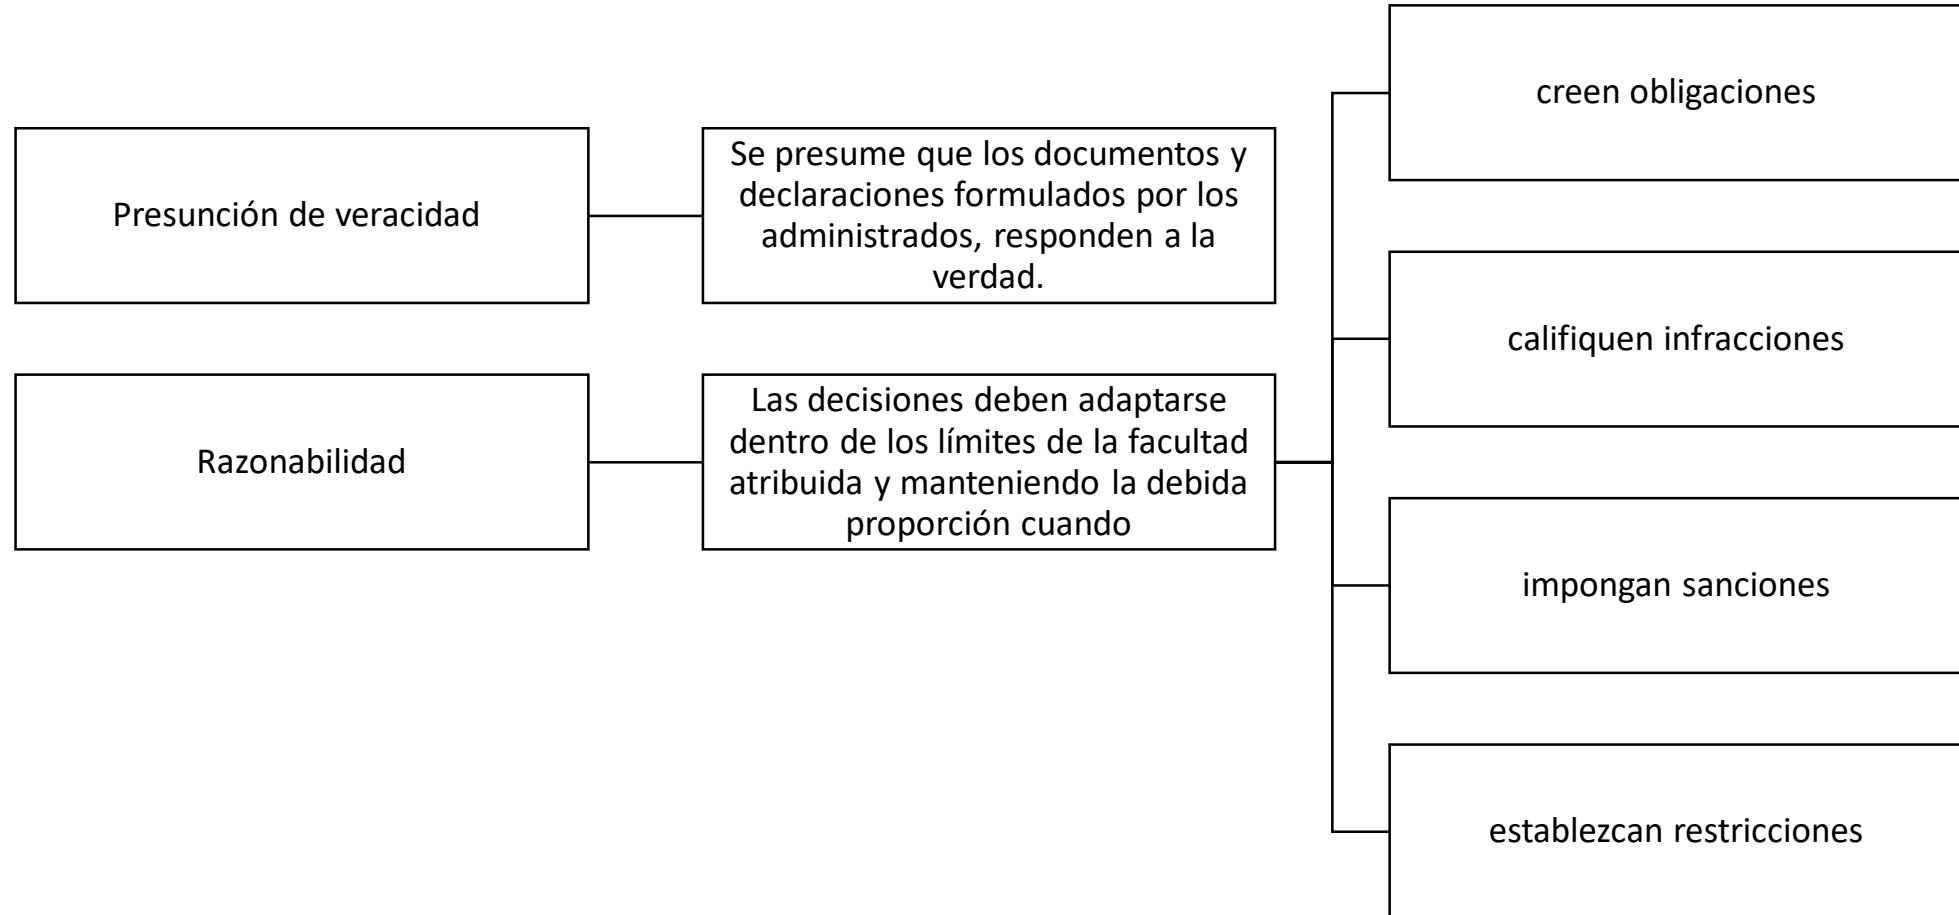 Presunción de veracidad
Se presume que los documentos y
declaraciones formulados por los
administrados, responden a la
verdad.
Razonabilidad
Las decisiones deben adaptarse
dentro de los límites de la facultad
atribuida y manteniendo la debida
proporción cuando
creen obligaciones
califiquen infracciones
impongan sanciones
establezcan restricciones